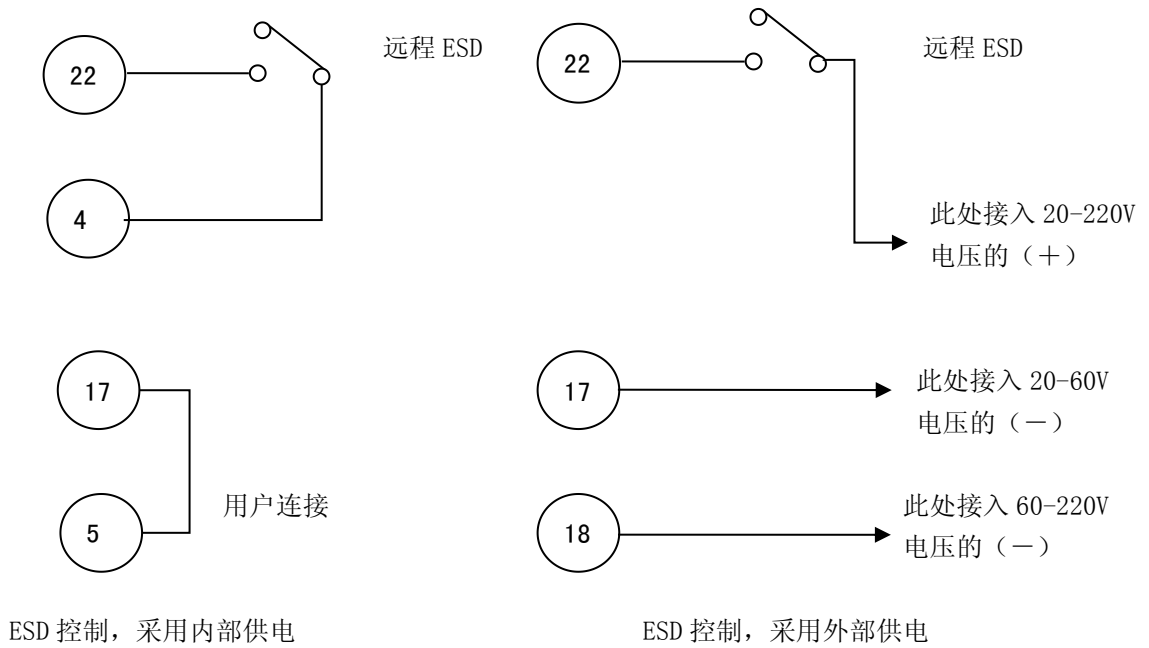 22
远程 ESD
4
17
5
用户连接
ESD 控制，采用内部供电
22
远程 ESD
此处接入 20-220V
电压的（＋）
17
此处接入 20-60V
电压的（－）
18
此处接入 60-220V
电压的（－）
ESD 控制，采用外部供电